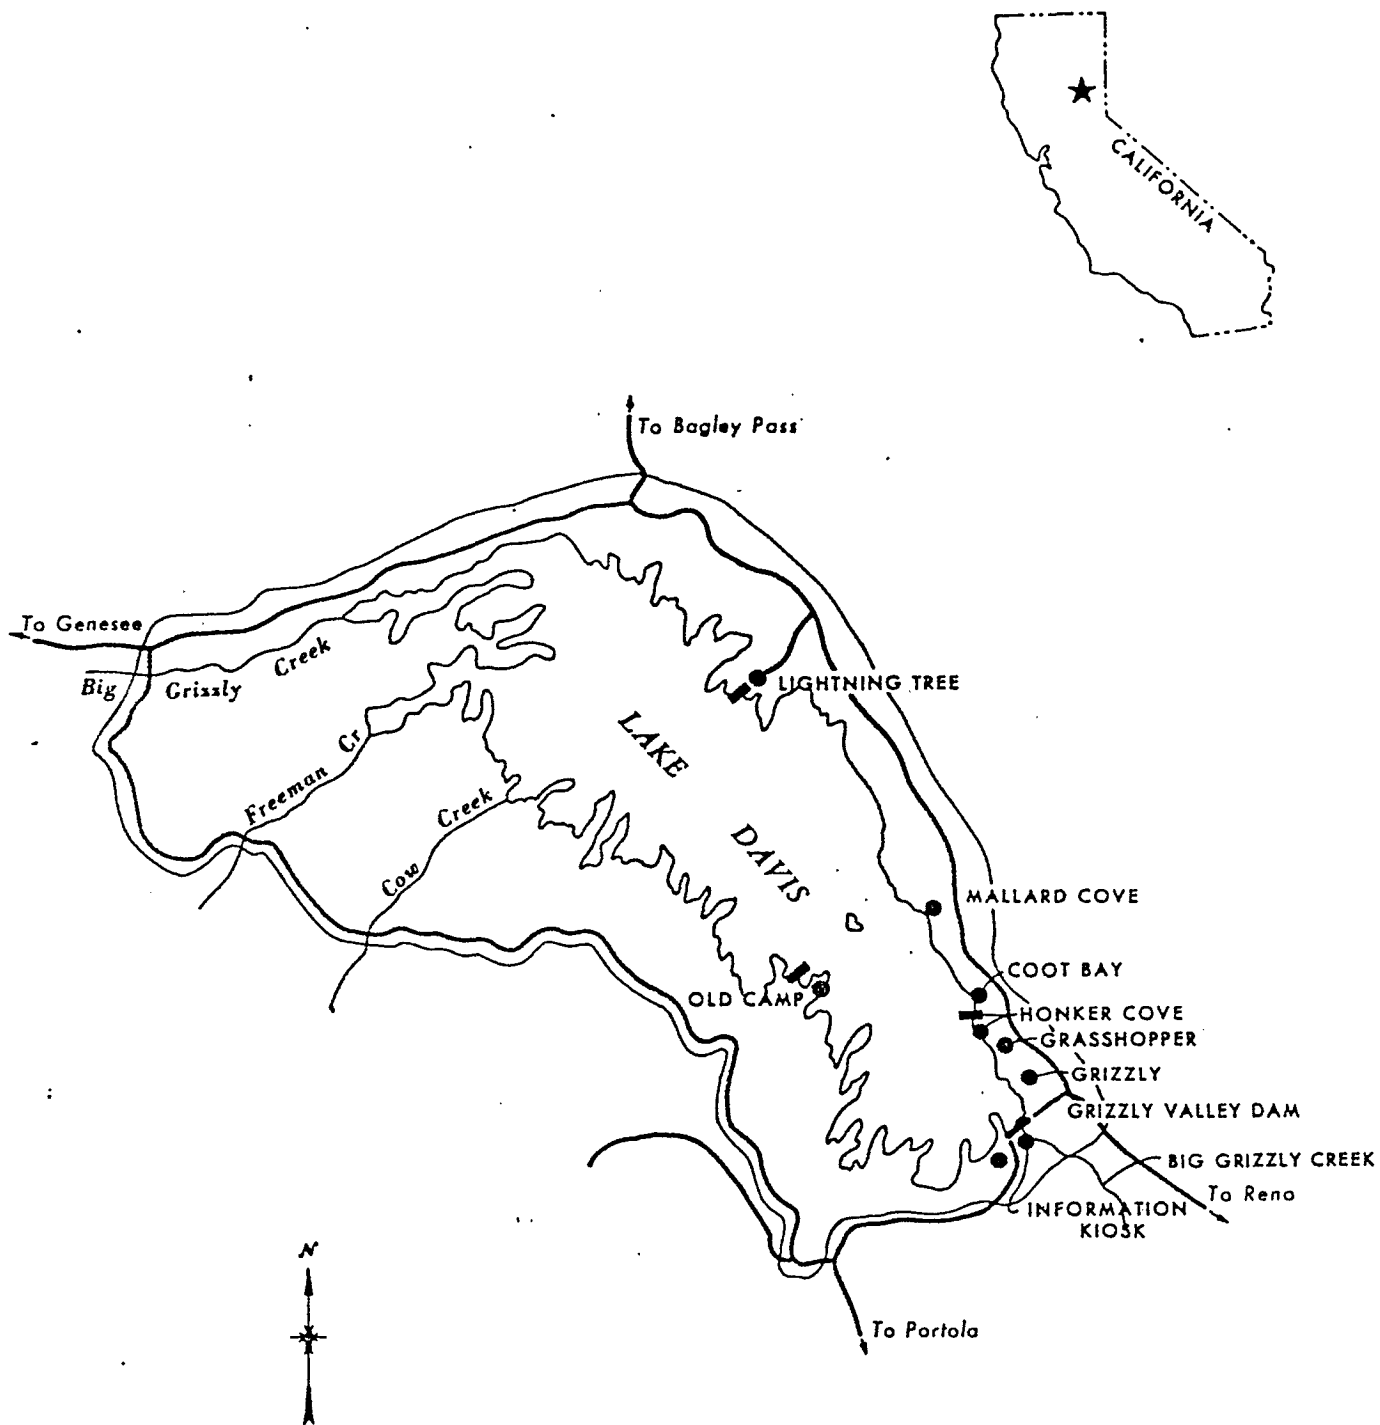 CALIFORNIA
To Bagley Pass
To Genesee
Big Grizzly Creek
LIGHTNING TREE
LAKE DAVIS
Freeman Cr
Cow Creek
MALLARD COVE
COOT BAY
OLD CAMP
HONKER COVE
GRASSHOPPER
GRIZZLY
GRIZZLY VALLEY DAM
BIG GRIZZLY CREEK
To Reno
INFORMATION
KIOSK
N
To Portola